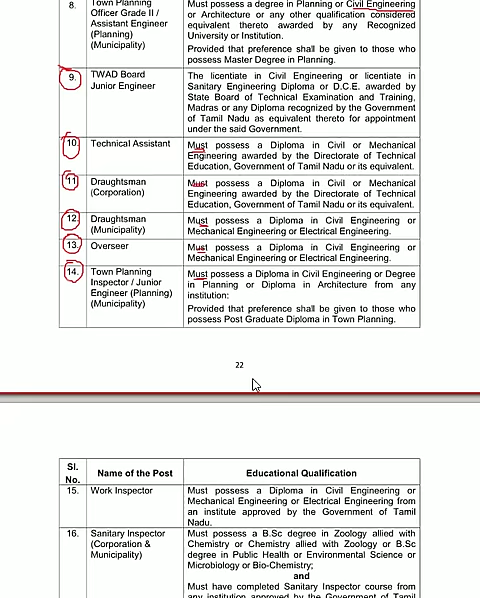 8. Town Planning Officer Grade II / Assistant Engineer (Planning) (Municipality)
Must possess a degree in Planning or Civil Engineering
or Architecture or any other qualification considered
equivalent thereto awarded by any Recognized
University or Institution.
Provided that preference shall be given to those who
possess Master Degree in Planning.
9. TWAD Board
Junior Engineer
The licentiate in Civil Engineering or licentiate in
Sanitary Engineering Diploma or D.C.E. awarded by
State Board of Technical Examination and Training,
Madras or any Diploma recognized by the Government
of Tamil Nadu as equivalent thereto for appointment
under the said Government.
10. Technical Assistant
Must possess a Diploma in Civil or Mechanical
Engineering awarded by the Directorate of Technical
Education, Government of Tamil Nadu or its equivalent.
11 Draughtsman
(Corporation)
Must possess a Diploma in Civil or Mechanical
Engineering awarded by the Directorate of Technical
Education, Government of Tamil Nadu or its equivalent.
12. Draughtsman
(Municipality)
Must possess a Diploma in Civil Engineering or
Mechanical Engineering or Electrical Engineering.
13. Overseer
Must possess a Diploma in Civil Engineering or
Mechanical Engineering or Electrical Engineering.
14. Town Planning
Inspector / Junior
Engineer (Planning)
(Municipality)
Must possess a Diploma in Civil Engineering or Degree
in Planning or Diploma in Architecture from any
institution:
Provided that preference shall be given to those who
possess Post Graduate Diploma in Town Planning.
22
Sl.
No.
Name of the Post
Educational Qualification
15. Work Inspector
Must possess a Diploma in Civil Engineering or
Mechanical Engineering or Electrical Engineering from
an institute approved by the Government of Tamil
Nadu.
16. Sanitary Inspector
(Corporation &
Municipality)
Must possess a B.Sc degree in Zoology allied with
Chemistry or Chemistry allied with Zoology or B.Sc
degree in Public Health or Environmental Science or
Microbiology or Bio-Chemistry;
and
Must have completed Sanitary Inspector course from
any institution approved by the Government of Tamil